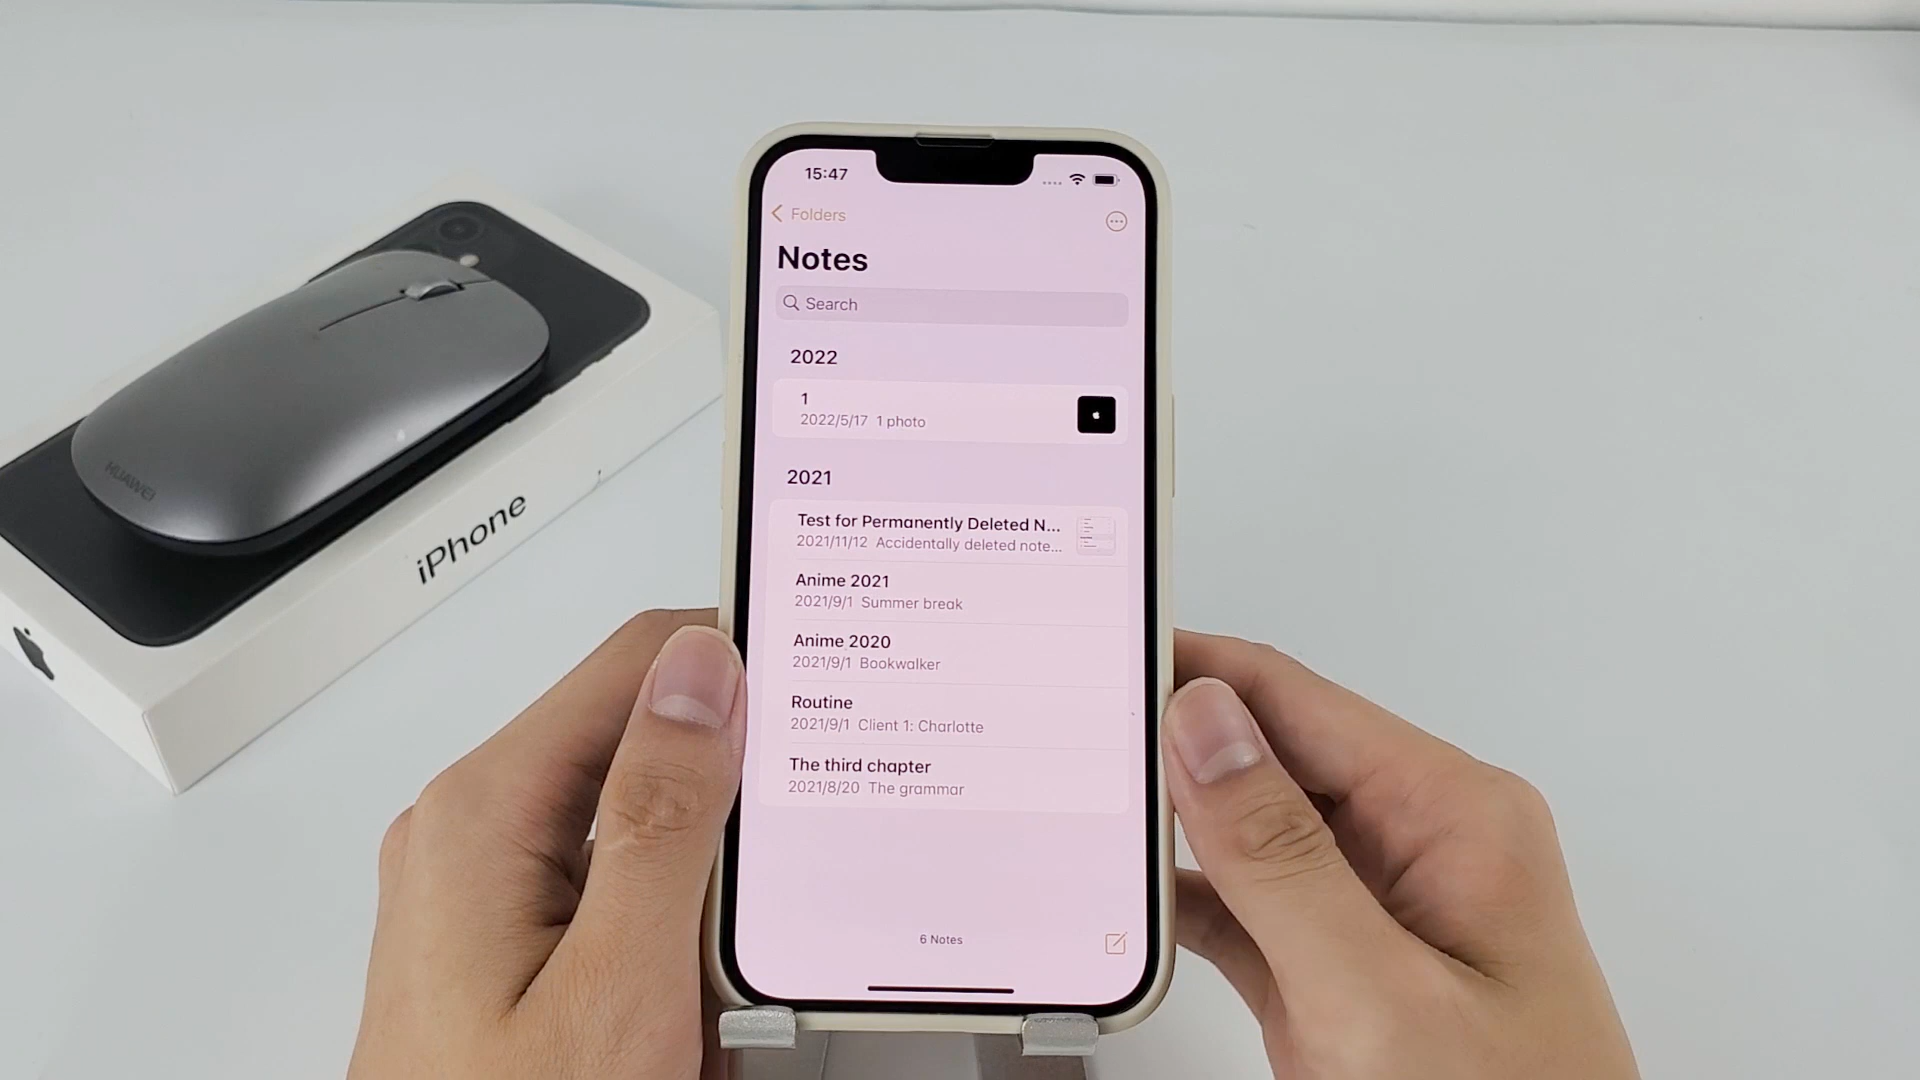 15:47
Folders
Notes
Search
2022
1
2022/5/17 1 photo
2021
Test for Permanently Deleted N...
2021/11/12 Accidentally deleted note...
Anime 2021
2021/9/1 Summer break
Anime 2020
2021/9/1 Bookwalker
Routine
2021/9/1 Client 1: Charlotte
The third chapter
2021/8/20 The grammar
6 Notes
HUAWEI
iPhone